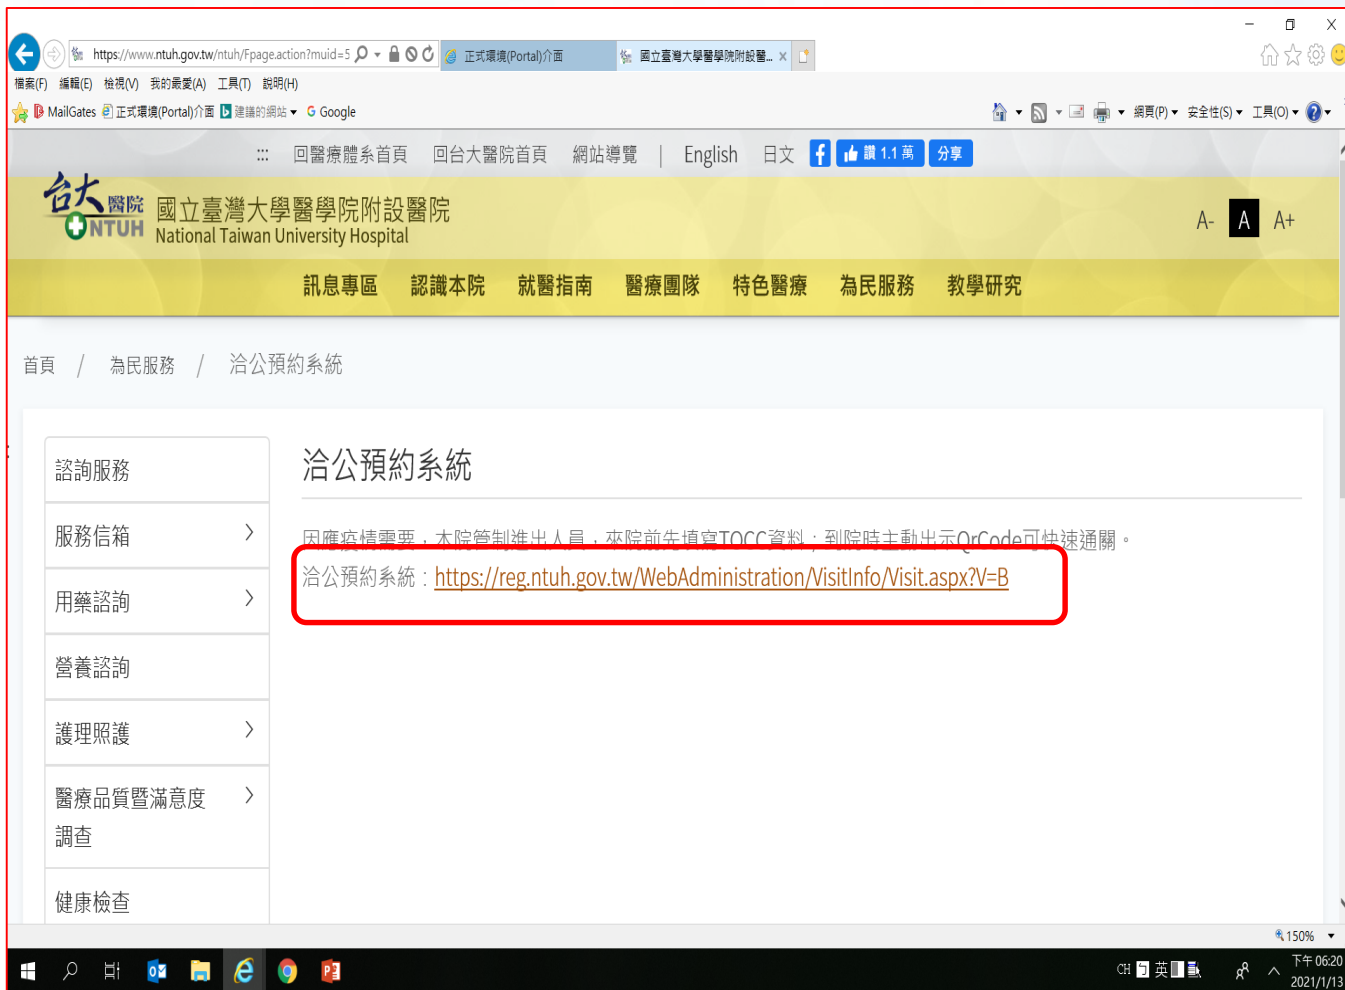 https://www.ntuh.gov.tw/ntuh/Fpage.action?muid=5
正式環境(Portal)介面
國立臺灣大學醫學院附設醫...
檔案(F) 編輯(E) 檢視(V) 我的最愛(A) 工具(T) 說明(H)
MailGates 正式環境(Portal)介面 建議的網站 Google
網頁(P) 安全性(S) 工具(O)
::: 回醫療體系首頁 回台大醫院首頁 網站導覽 | English 日文 讚 1.1 萬 分享
台大醫院 NTUH
國立臺灣大學醫學院附設醫院
National Taiwan University Hospital
A- A A+
訊息專區 認識本院 就醫指南 醫療團隊 特色醫療 為民服務 教學研究
首頁 / 為民服務 / 洽公預約系統
諮詢服務
服務信箱
用藥諮詢
營養諮詢
護理照護
醫療品質暨滿意度
調查
健康檢查
洽公預約系統
因應疫情需要，本院管制進出人員，來院前先填寫TOCC資料；到院時主動出示QrCode可快速通關。
洽公預約系統：https://reg.ntuh.gov.tw/WebAdministration/VisitInfo/Visit.aspx?V=B
150%
CH 英
下午 06:20
2021/1/13